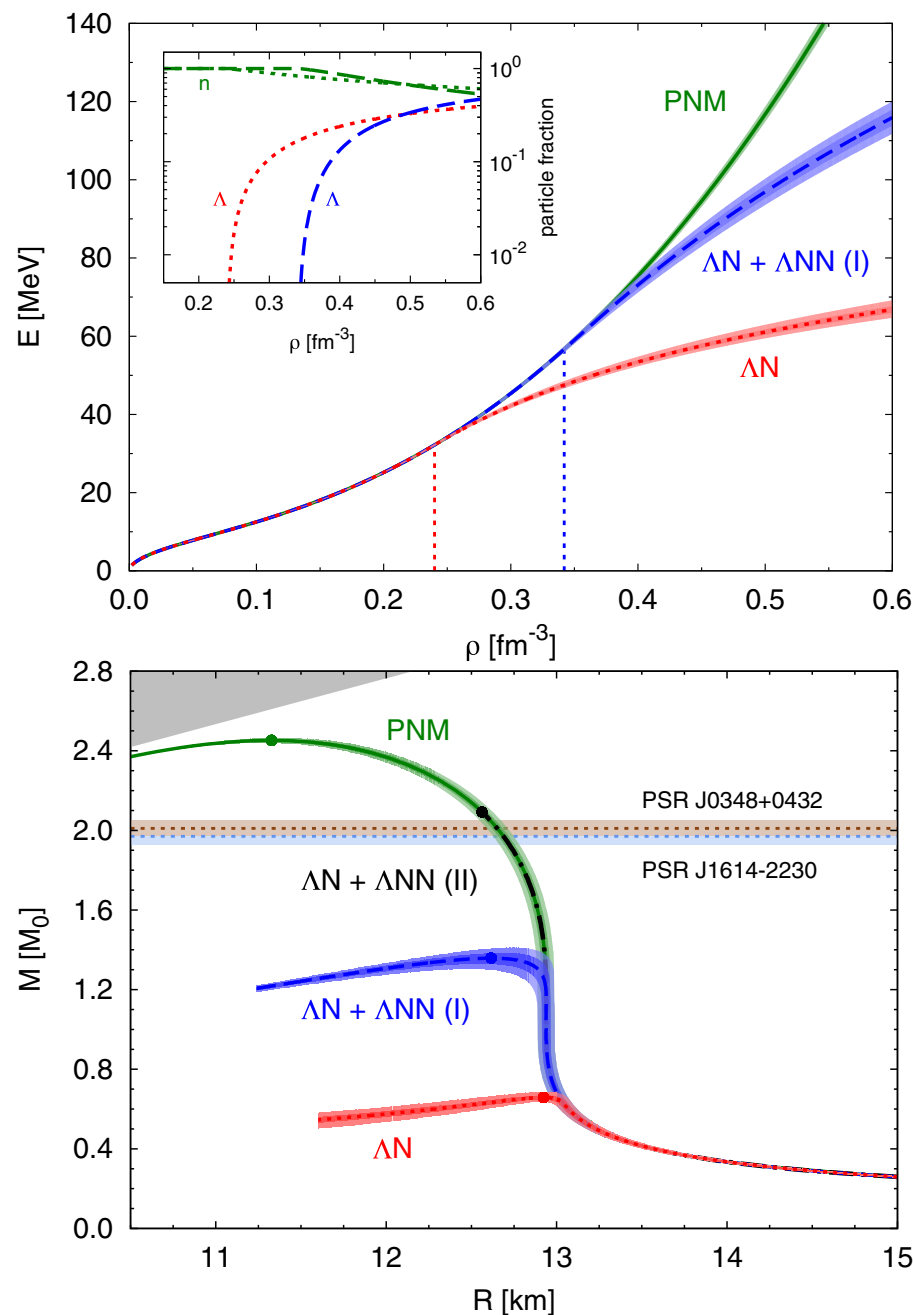 E [MeV]
140
120
100
80
60
40
20
0
0.0 0.1 0.2 0.3 0.4 0.5 0.6
ρ [fm⁻³]
PNM
ΛN + ΛNN (I)
ΛN
n
Λ Λ
10⁰
10⁻¹
10⁻²
particle fraction
0.2 0.3 0.4 0.5 0.6
ρ [fm⁻³]
M [M₀]
2.8
2.4
2.0
1.6
1.2
0.8
0.4
0.0
11 12 13 14 15
R [km]
PNM
PSR J0348+0432
PSR J1614-2230
ΛN + ΛNN (II)
ΛN + ΛNN (I)
ΛN